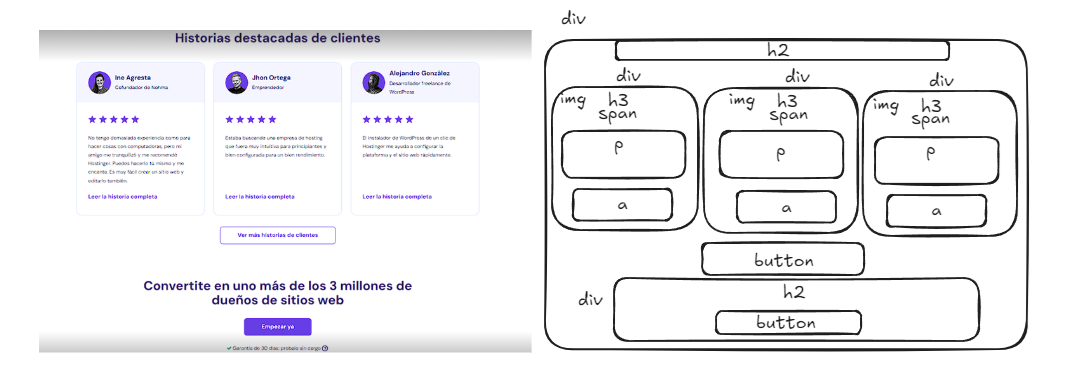 Historias destacadas de clientes
Ine Agresta
Cofundador de Nohma
Jhon Ortega
Emprendedor
Alejandro González
Desarrollador freelance de
WordPress
No tengo demasiada experiencia como para
hacer cosas con computadoras, pero mi
amigo me tranquilizó y me recomendó
Hostinger. Puedes hacerlo tú mismo y me
encanta. Es muy fácil crear un sitio web y
editarlo también.
Leer la historia completa
Estaba buscando una empresa de hosting
que fuera muy intuitiva para principiantes y
bien configurada para un bien rendimiento.
Leer la historia completa
El instalador de WordPress de un clic de
Hostinger me ayudo a configurar la
plataforma y el sitio web rápidamente.
Leer la historia completa
Ver más historias de clientes
Convertite en uno más de los 3 millones de
dueños de sitios web
Empezar ya
Garantía de 30 días: probalo sin cargo
div
h2
div
img h3
span
p
a
div
img h3
span
p
a
div
img h3
span
p
a
button
div
h2
button